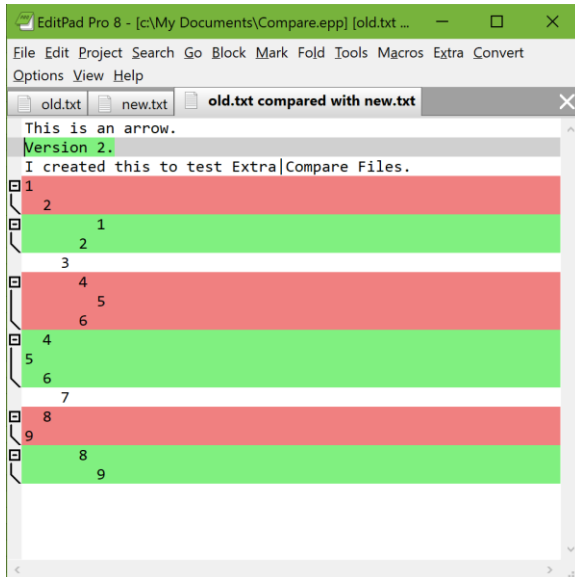 EditPad Pro 8 - [c:\My Documents\Compare.epp] [old.txt ...
File Edit Project Search Go Block Mark Fold Tools Macros Extra Convert
Options View Help
old.txt new.txt old.txt compared with new.txt
This is an arrow.
Version 2.
I created this to test Extra|Compare Files.
1
2
1
2
3
4
5
6
4
5
6
7
8
9
8
9